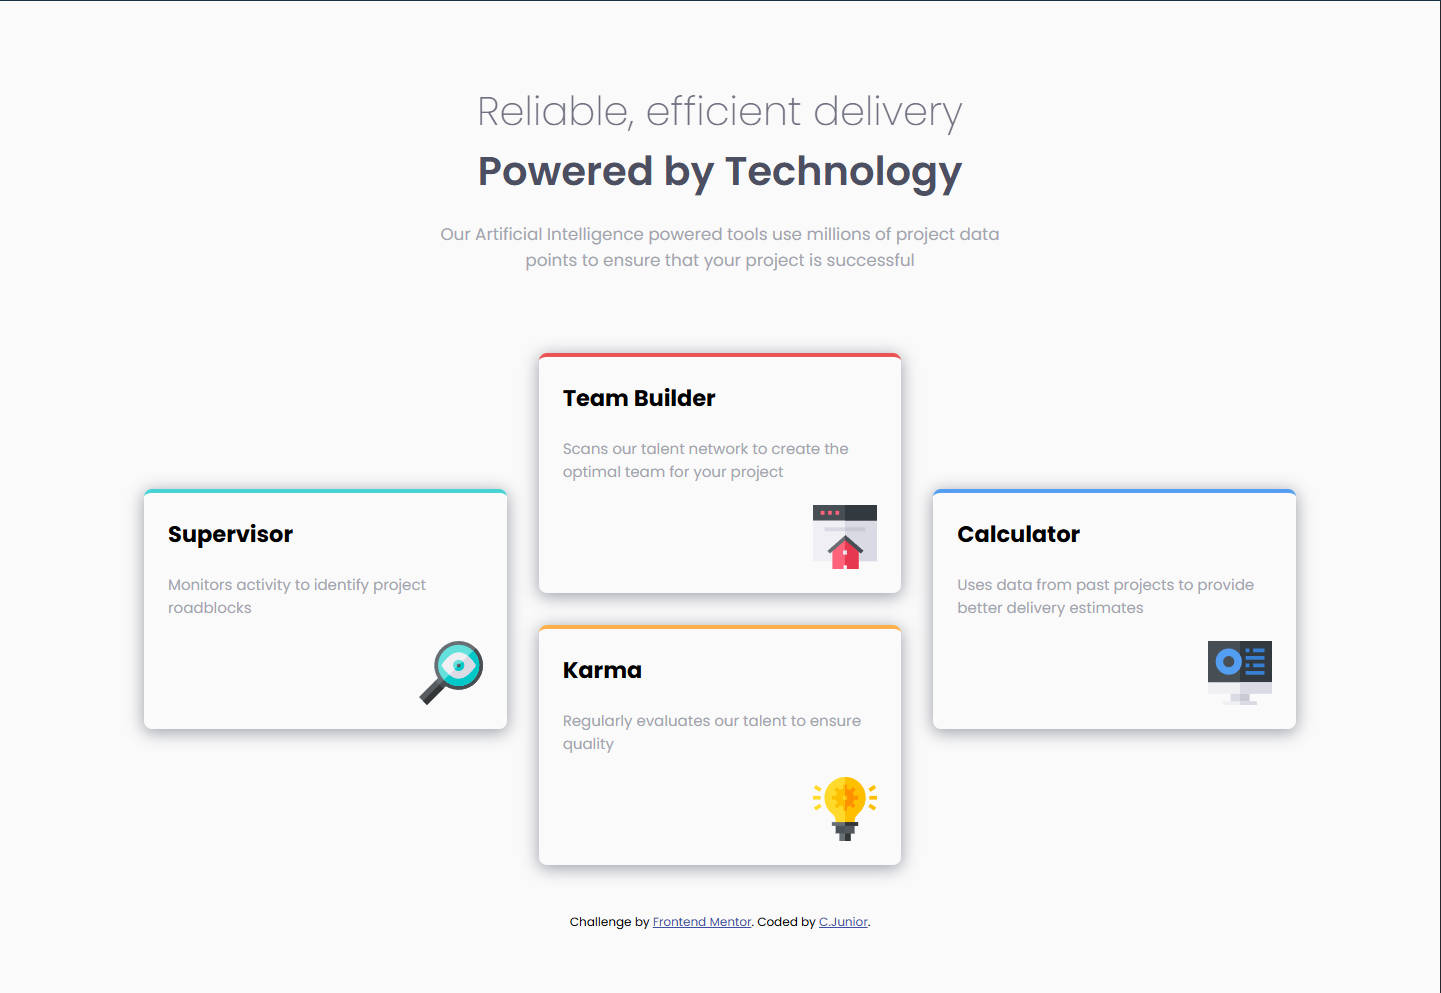 Reliable, efficient delivery
Powered by Technology
Our Artificial Intelligence powered tools use millions of project data
points to ensure that your project is successful
Supervisor
Monitors activity to identify project
roadblocks
Team Builder
Scans our talent network to create the
optimal team for your project
Karma
Regularly evaluates our talent to ensure
quality
Calculator
Uses data from past projects to provide
better delivery estimates
Challenge by Frontend Mentor. Coded by C.Junior.